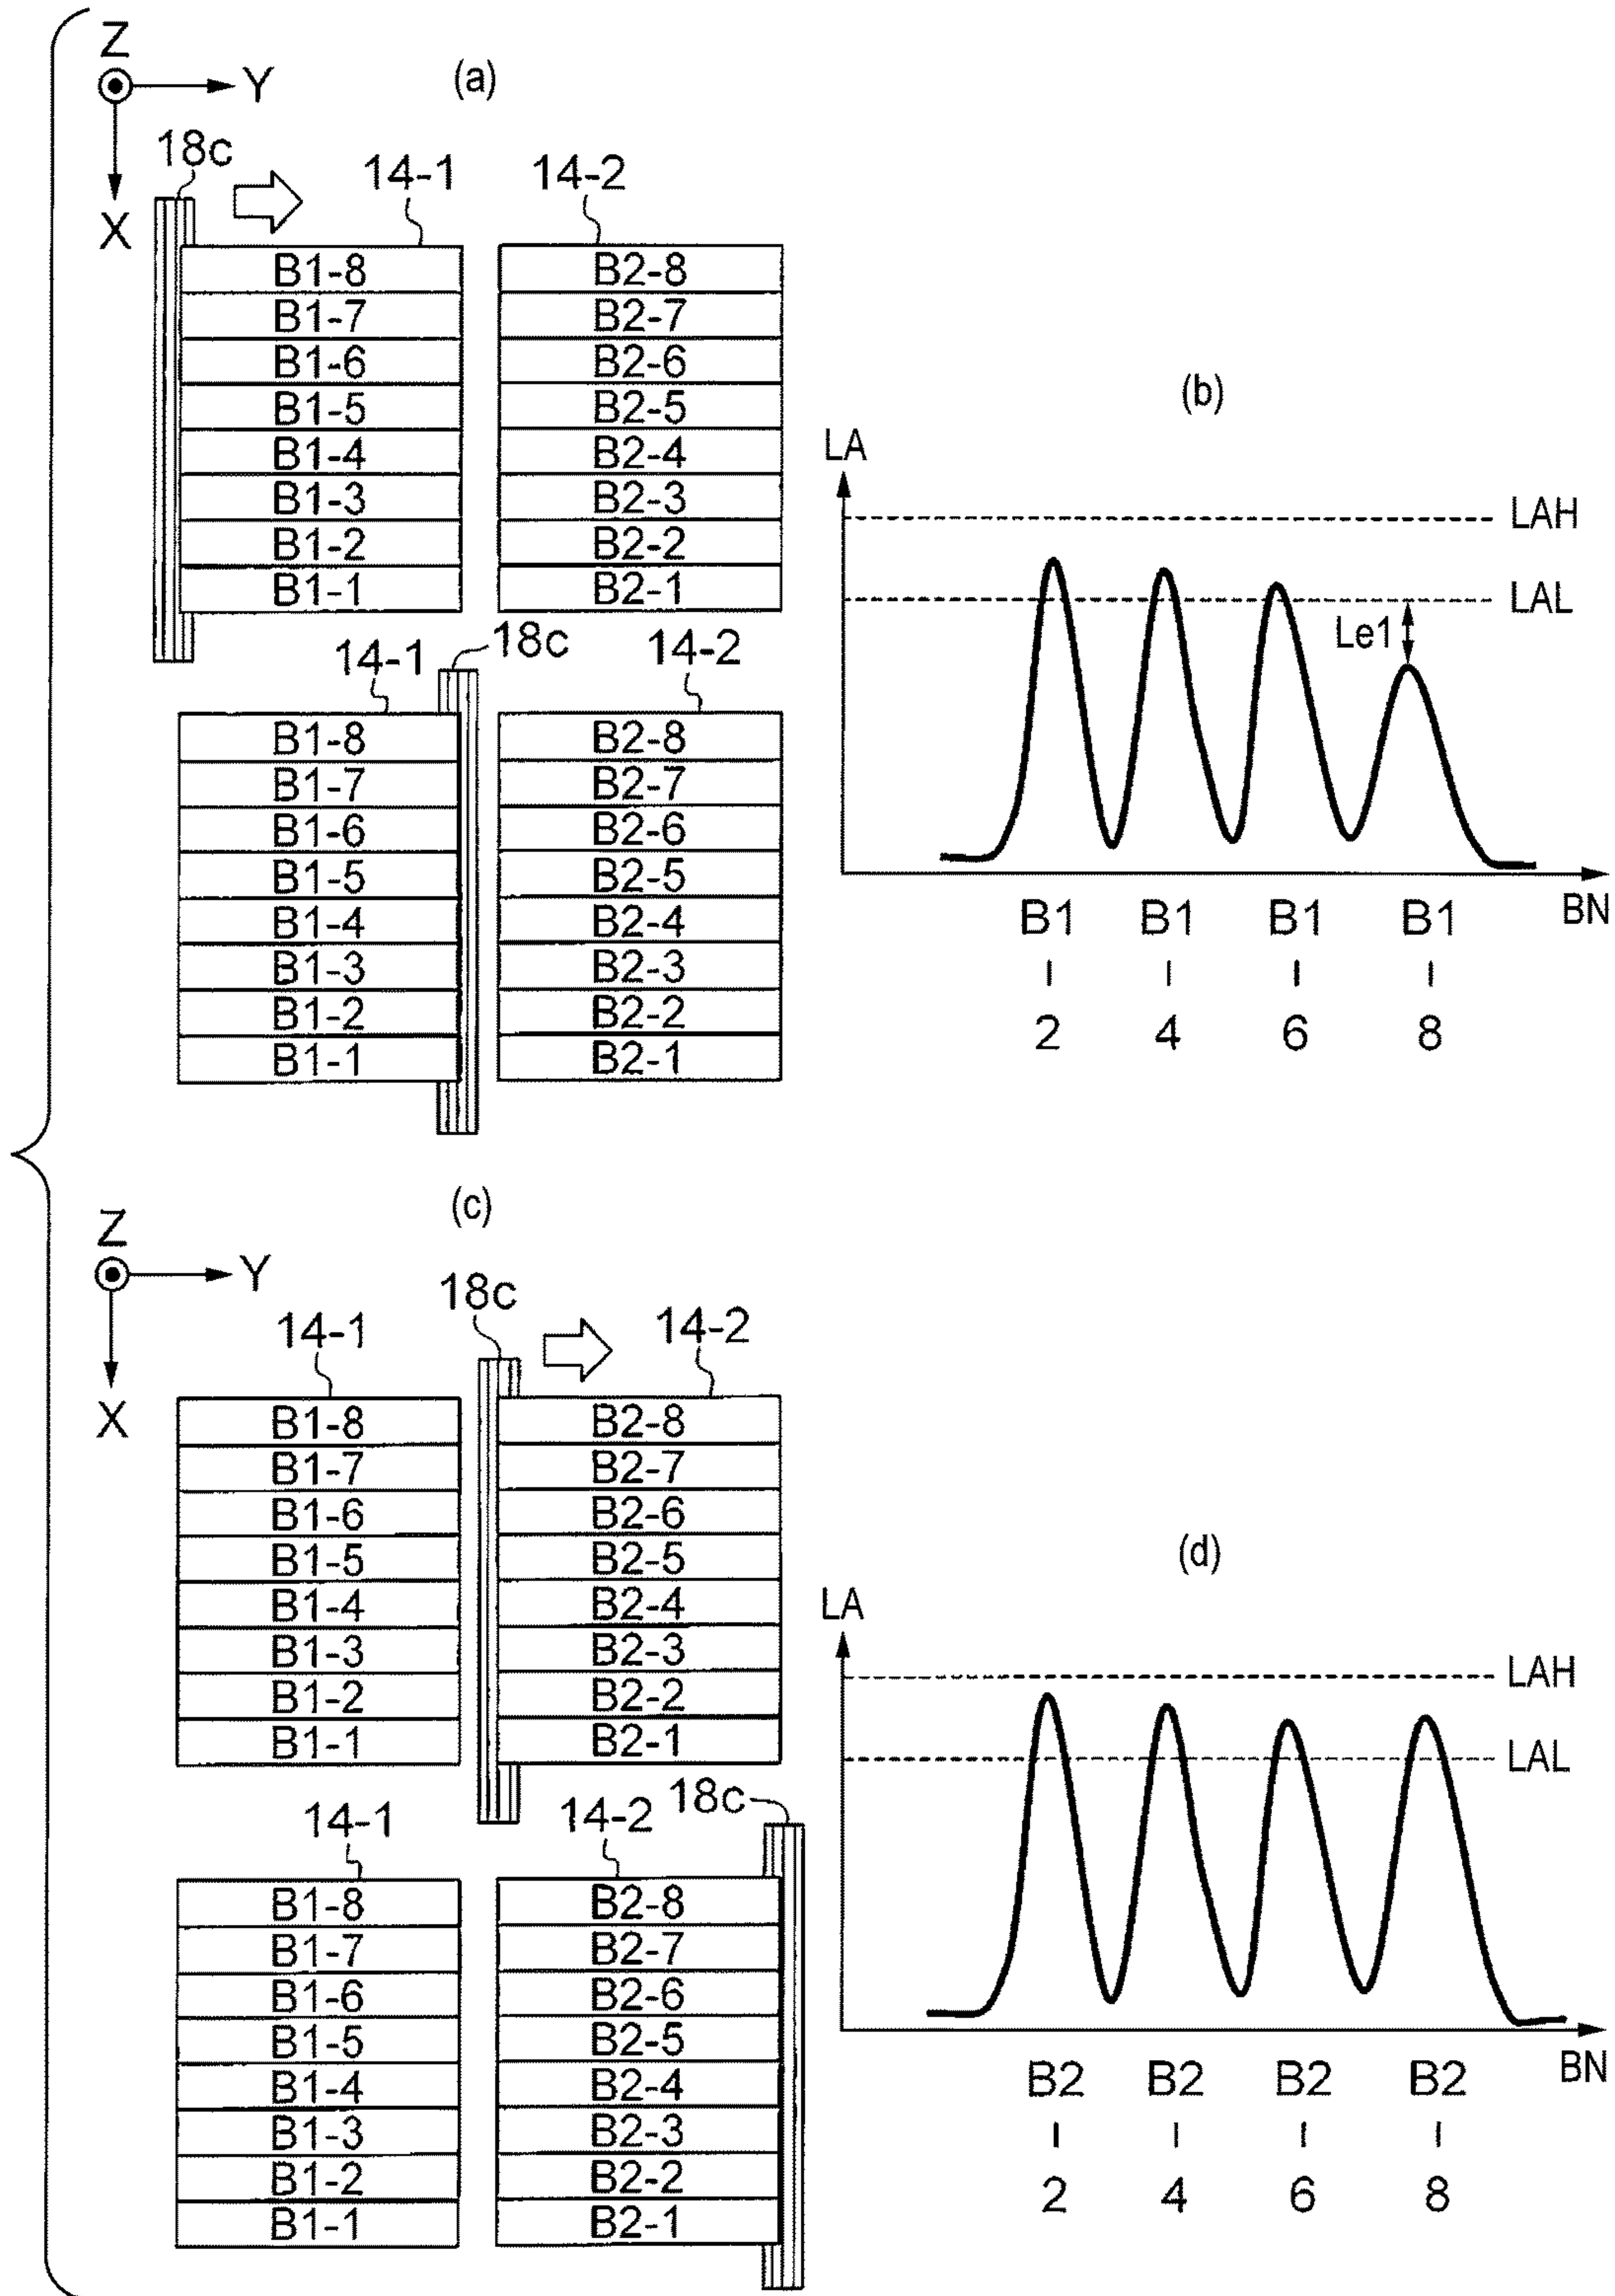 (a)
Z
Y
X
18c
14-1
14-2
B1-8 B2-8
B1-7 B2-7
B1-6 B2-6
B1-5 B2-5
B1-4 B2-4
B1-3 B2-3
B1-2 B2-2
B1-1 B2-1
14-1
18c
14-2
B1-8 B2-8
B1-7 B2-7
B1-6 B2-6
B1-5 B2-5
B1-4 B2-4
B1-3 B2-3
B1-2 B2-2
B1-1 B2-1
(b)
LA
LAH
LAL
Le1
BN
B1 B1 B1 B1
– – – –
2 4 6 8
(c)
Z
Y
X
14-1
18c
14-2
B1-8 B2-8
B1-7 B2-7
B1-6 B2-6
B1-5 B2-5
B1-4 B2-4
B1-3 B2-3
B1-2 B2-2
B1-1 B2-1
14-1
14-2
18c
B1-8 B2-8
B1-7 B2-7
B1-6 B2-6
B1-5 B2-5
B1-4 B2-4
B1-3 B2-3
B1-2 B2-2
B1-1 B2-1
(d)
LA
LAH
LAL
BN
B2 B2 B2 B2
– – – –
2 4 6 8